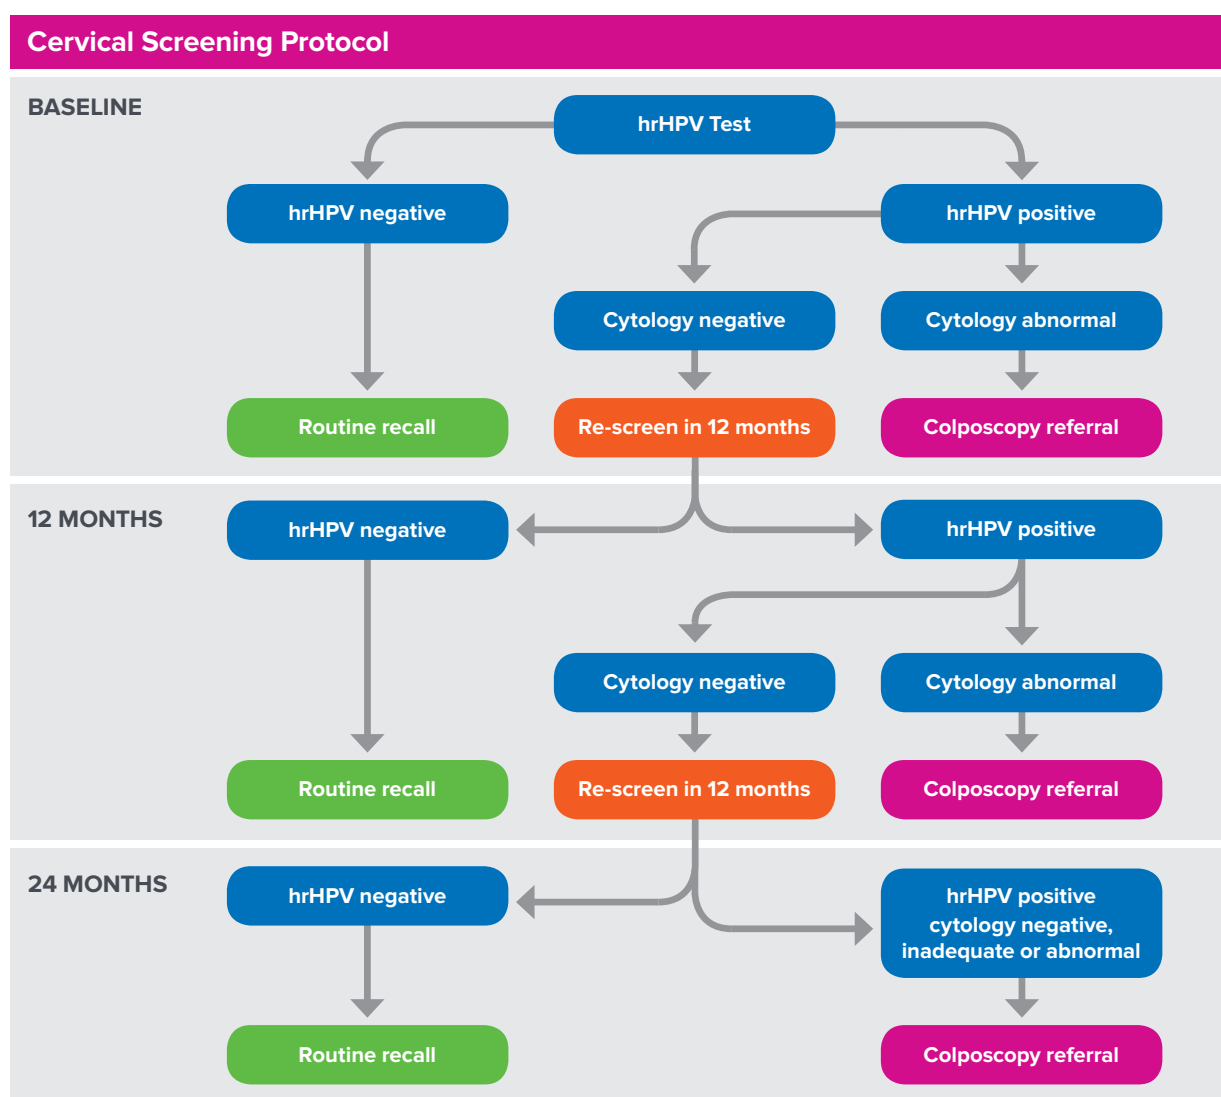 Cervical Screening Protocol
BASELINE
hrHPV Test
hrHPV negative
hrHPV positive
Cytology negative
Cytology abnormal
Routine recall
Re-screen in 12 months
Colposcopy referral
12 MONTHS
hrHPV negative
hrHPV positive
Cytology negative
Cytology abnormal
Routine recall
Re-screen in 12 months
Colposcopy referral
24 MONTHS
hrHPV negative
hrHPV positive
cytology negative,
inadequate or abnormal
Routine recall
Colposcopy referral